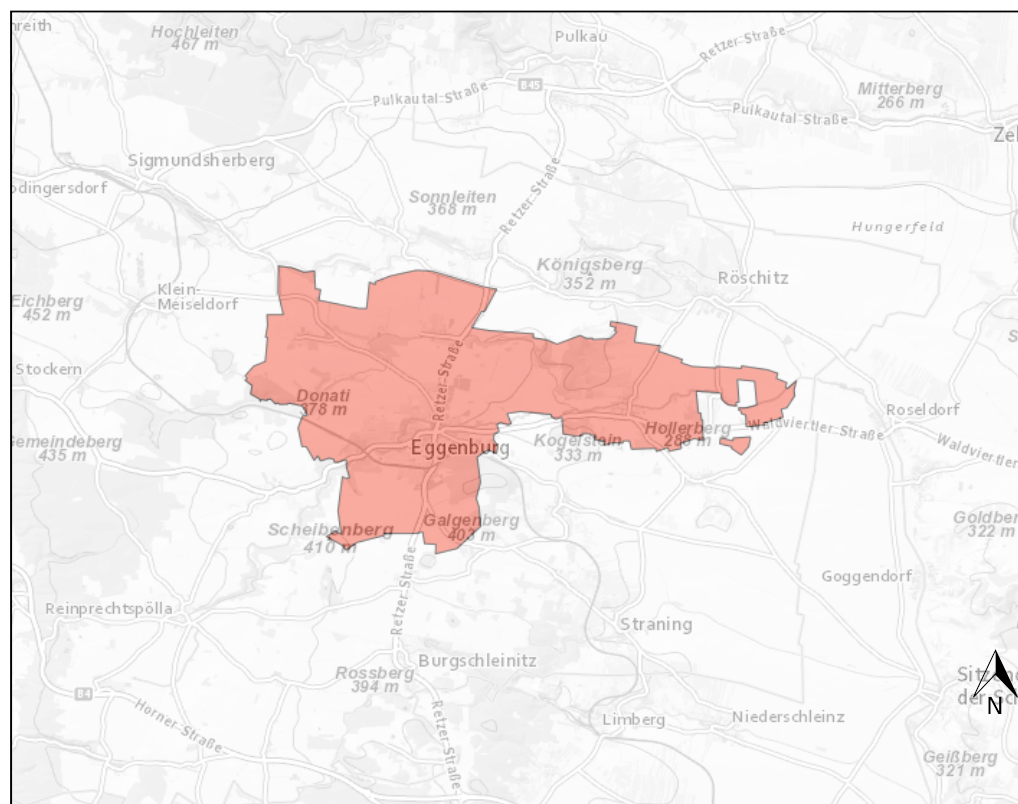 Hochleiten
467 m
Pulkau
Retzer-Straße
B45
Pulkautal-Straße
Mitterberg
266 m
Pulkautal-Straße
Sigmundsherberg
Retzer-Straße
Sonnleiten
368 m
Hungerfeld
Königsberg
352 m
Röschitz
Klein-
Meiseldorf
Eichberg
452 m
Stockern
Retzer-Straße
Donati
378 m
Roseldorf
Hollerberg
288 m
Waldviertler-Straße
Waldviertler
Eggenburg
Kogelstein
333 m
435 m
Scheibenberg
410 m
Galgenberg
403 m
322 m
Goggendorf
Retzer-Straße
Reinprechtspölla
Straning
Burgschleinitz
Rossberg
394 m
B4
Horner-Straße
Retzer-Straße
Limberg
Niederschleinz
N
Geißberg
321 m